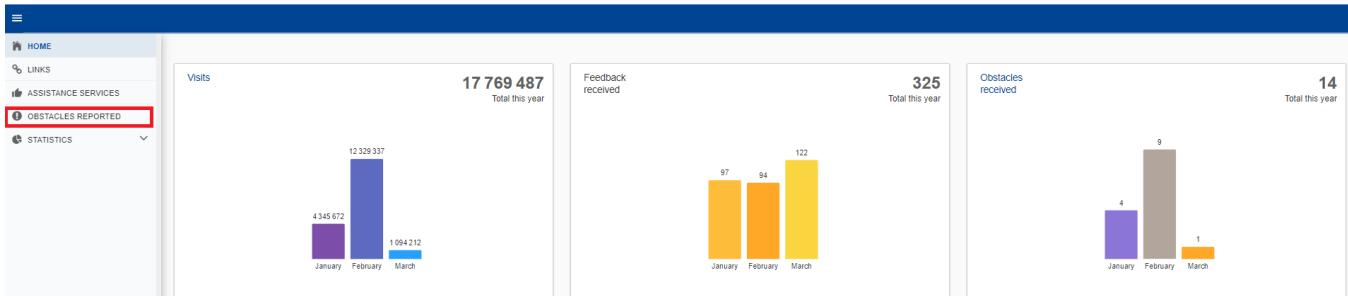 HOME
LINKS
ASSISTANCE SERVICES
OBSTACLES REPORTED
STATISTICS
Visits
17 769 487
Total this year
12 329 337
4 345 672
1 094 212
January February March
Feedback
received
325
Total this year
122
97
94
January February March
Obstacles
received
14
Total this year
9
4
1
January February March